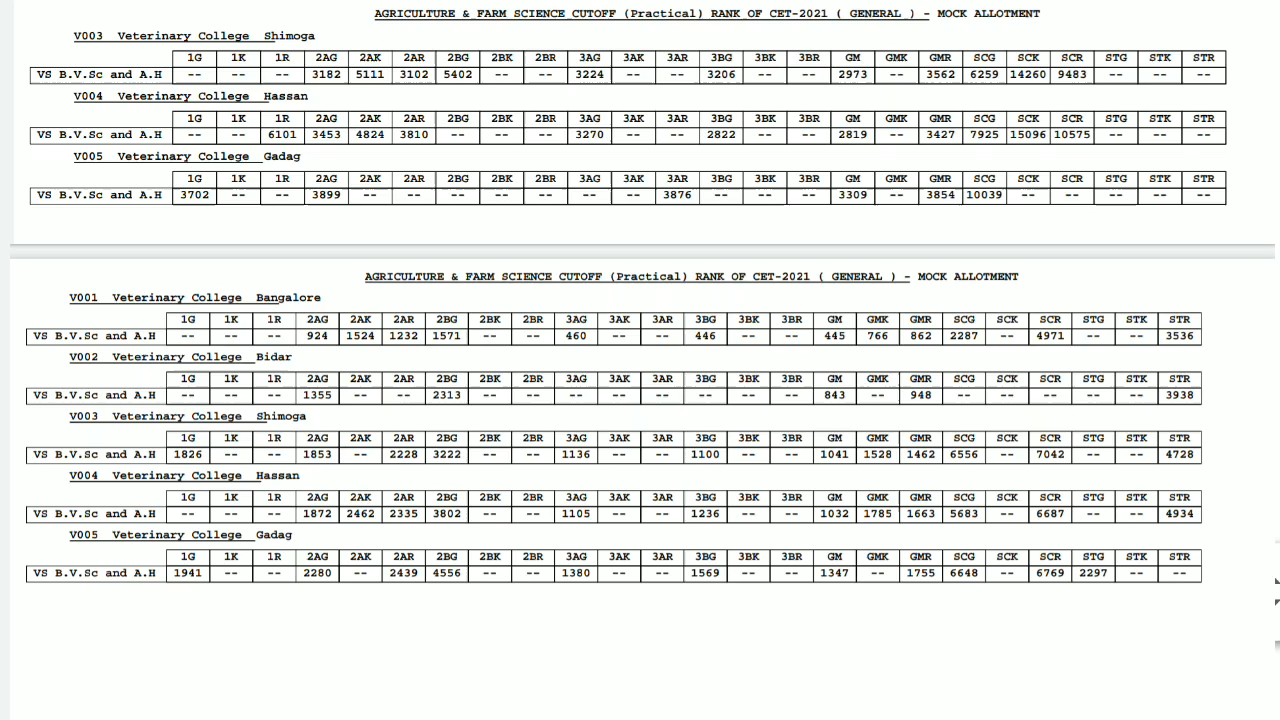 AGRICULTURE & FARM SCIENCE CUTOFF (Practical) RANK OF CET-2021 ( GENERAL ) - MOCK ALLOTMENT
V003 Veterinary College Shimoga
1G 1K 1R 2AG 2AK 2AR 2BG 2BK 2BR 3AG 3AK 3AR 3BG 3BK 3BR GM GMK GMR SCG SCK SCR STG STK STR
VS B.V.Sc and A.H -- -- -- 3182 5111 3102 5402 -- -- 3224 -- -- 3206 -- -- 2973 -- 3562 6259 14260 9483 -- -- --
V004 Veterinary College Hassan
1G 1K 1R 2AG 2AK 2AR 2BG 2BK 2BR 3AG 3AK 3AR 3BG 3BK 3BR GM GMK GMR SCG SCK SCR STG STK STR
VS B.V.Sc and A.H -- -- 6101 3453 4824 3810 -- -- -- 3270 -- -- 2822 -- -- 2819 -- 3427 7925 15096 10575 -- -- --
V005 Veterinary College Gadag
1G 1K 1R 2AG 2AK 2AR 2BG 2BK 2BR 3AG 3AK 3AR 3BG 3BK 3BR GM GMK GMR SCG SCK SCR STG STK STR
VS B.V.Sc and A.H 3702 -- -- 3899 -- -- -- -- -- -- -- 3876 -- -- -- 3309 -- 3854 10039 -- -- -- -- --
AGRICULTURE & FARM SCIENCE CUTOFF (Practical) RANK OF CET-2021 ( GENERAL ) - MOCK ALLOTMENT
V001 Veterinary College Bangalore
1G 1K 1R 2AG 2AK 2AR 2BG 2BK 2BR 3AG 3AK 3AR 3BG 3BK 3BR GM GMK GMR SCG SCK SCR STG STK STR
VS B.V.Sc and A.H -- -- -- 924 1524 1232 1571 -- -- 460 -- -- 446 -- -- 445 766 862 2287 -- 4971 -- -- 3536
V002 Veterinary College Bidar
1G 1K 1R 2AG 2AK 2AR 2BG 2BK 2BR 3AG 3AK 3AR 3BG 3BK 3BR GM GMK GMR SCG SCK SCR STG STK STR
VS B.V.Sc and A.H -- -- -- 1355 -- -- 2313 -- -- -- -- -- -- -- -- 843 -- 948 -- -- -- -- -- 3938
V003 Veterinary College Shimoga
1G 1K 1R 2AG 2AK 2AR 2BG 2BK 2BR 3AG 3AK 3AR 3BG 3BK 3BR GM GMK GMR SCG SCK SCR STG STK STR
VS B.V.Sc and A.H 1826 -- -- 1853 -- 2228 3222 -- -- 1136 -- -- 1100 -- -- 1041 1528 1462 6556 -- 7042 -- -- 4728
V004 Veterinary College Hassan
1G 1K 1R 2AG 2AK 2AR 2BG 2BK 2BR 3AG 3AK 3AR 3BG 3BK 3BR GM GMK GMR SCG SCK SCR STG STK STR
VS B.V.Sc and A.H -- -- -- 1872 2462 2335 3802 -- -- 1105 -- -- 1236 -- -- 1032 1785 1663 5683 -- 6687 -- -- 4934
V005 Veterinary College Gadag
1G 1K 1R 2AG 2AK 2AR 2BG 2BK 2BR 3AG 3AK 3AR 3BG 3BK 3BR GM GMK GMR SCG SCK SCR STG STK STR
VS B.V.Sc and A.H 1941 -- -- 2280 -- 2439 4556 -- -- 1380 -- -- 1569 -- -- 1347 -- 1755 6648 -- 6769 2297 -- --